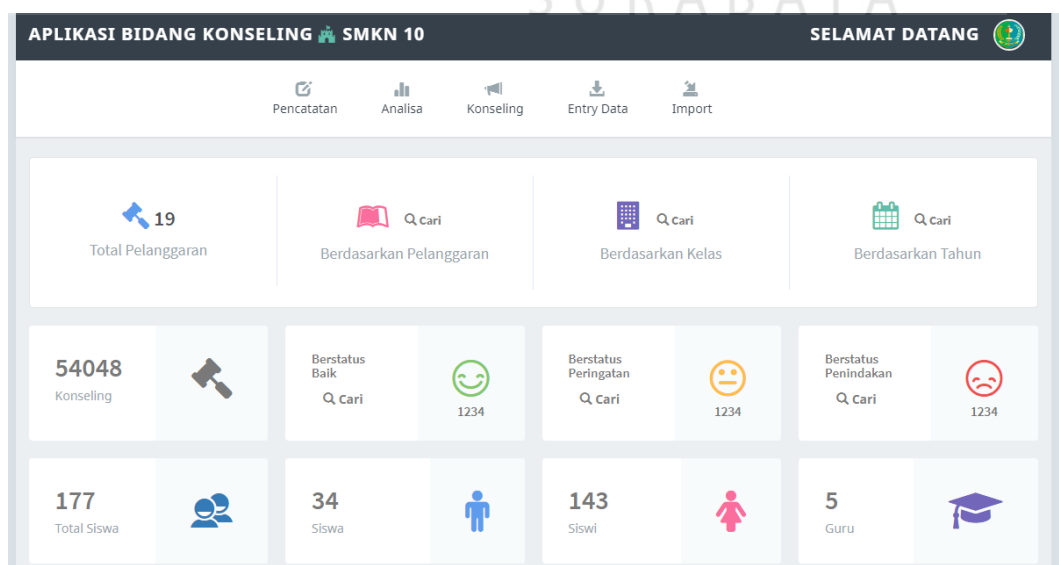 SURABAYA
APLIKASI BIDANG KONSELING SMKN 10
SELAMAT DATANG
Pencatatan
Analisa
Konseling
Entry Data
Import
19
Total Pelanggaran
Cari
Berdasarkan Pelanggaran
Cari
Berdasarkan Kelas
Cari
Berdasarkan Tahun
54048
Konseling
Berstatus
Baik
Cari
1234
Berstatus
Peringatan
Cari
1234
Berstatus
Penindakan
Cari
1234
177
Total Siswa
34
Siswa
143
Siswi
5
Guru